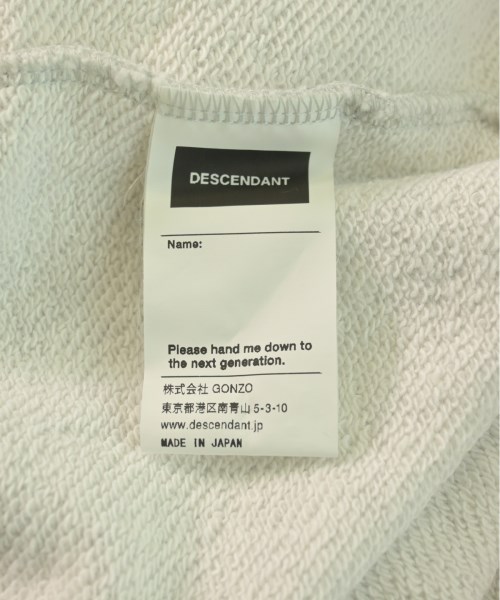 DESCENDANT
Name:
Please hand me down to
the next generation.
株式会社 GONZO
東京都港区南青山 5-3-10
www.descendant.jp
MADE IN JAPAN